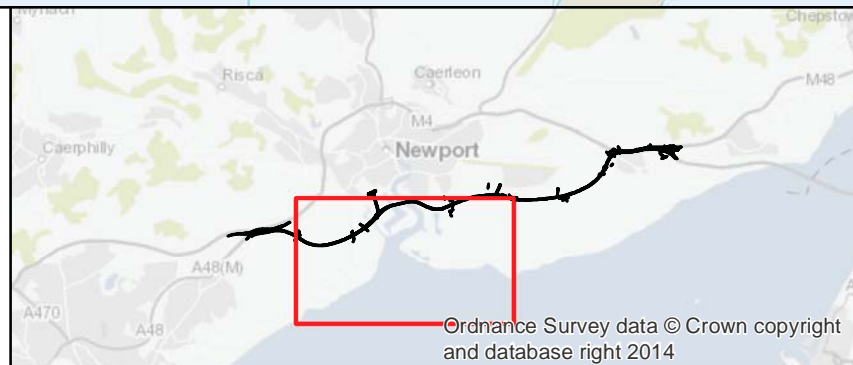 Chepstow
Risca
Caerleon
M48
M4
Caerphilly
Newport
A48(M)
A470
A48
Ordnance Survey data © Crown copyright
and database right 2014